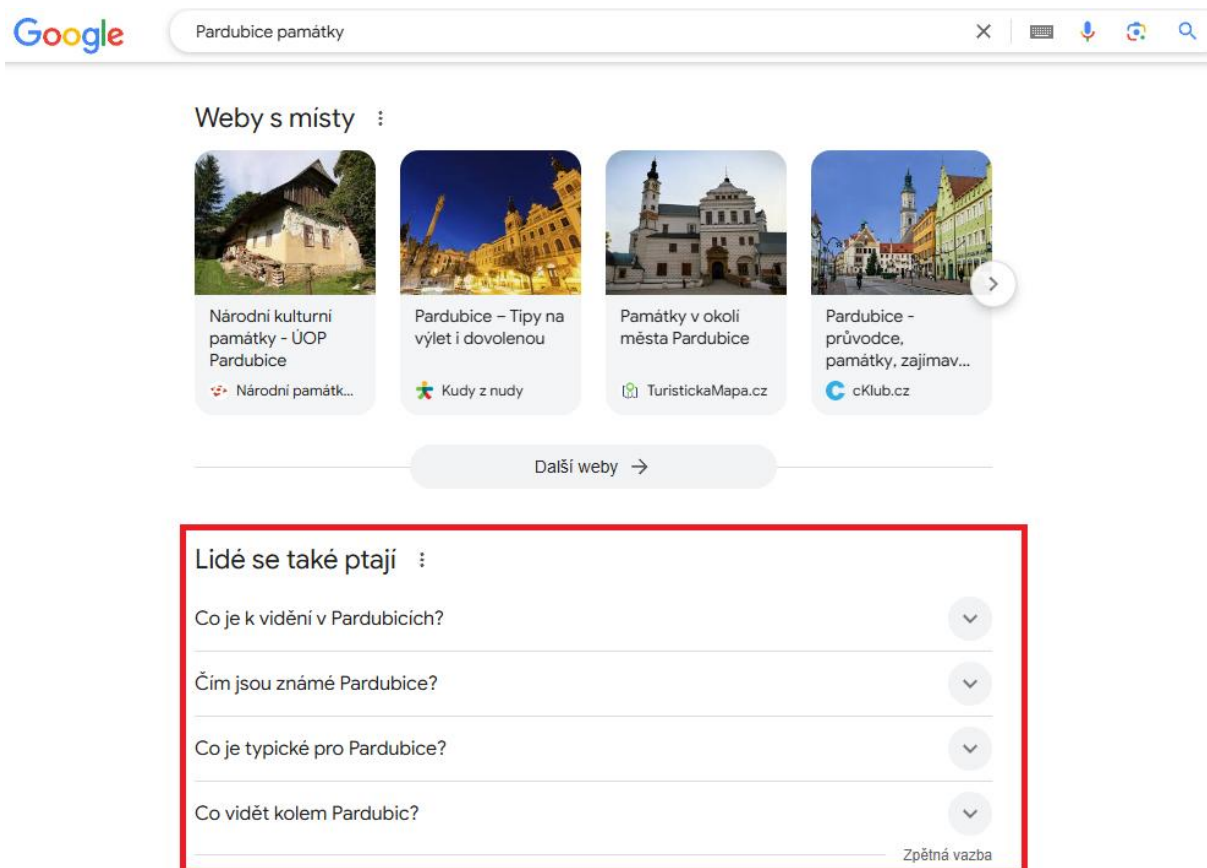 Google
Pardubice památky
Weby s místy
Národní kulturní
památky - ÚOP
Pardubice
Národní památk...
Pardubice – Tipy na
výlet i dovolenou
Kudy z nudy
Památky v okolí
města Pardubice
TuristickaMapa.cz
Pardubice -
průvodce,
památky, zajímav...
cKlub.cz
Další weby
Lidé se také ptají
Co je k vidění v Pardubicích?
Čím jsou známé Pardubice?
Co je typické pro Pardubice?
Co vidět kolem Pardubic?
Zpětná vazba